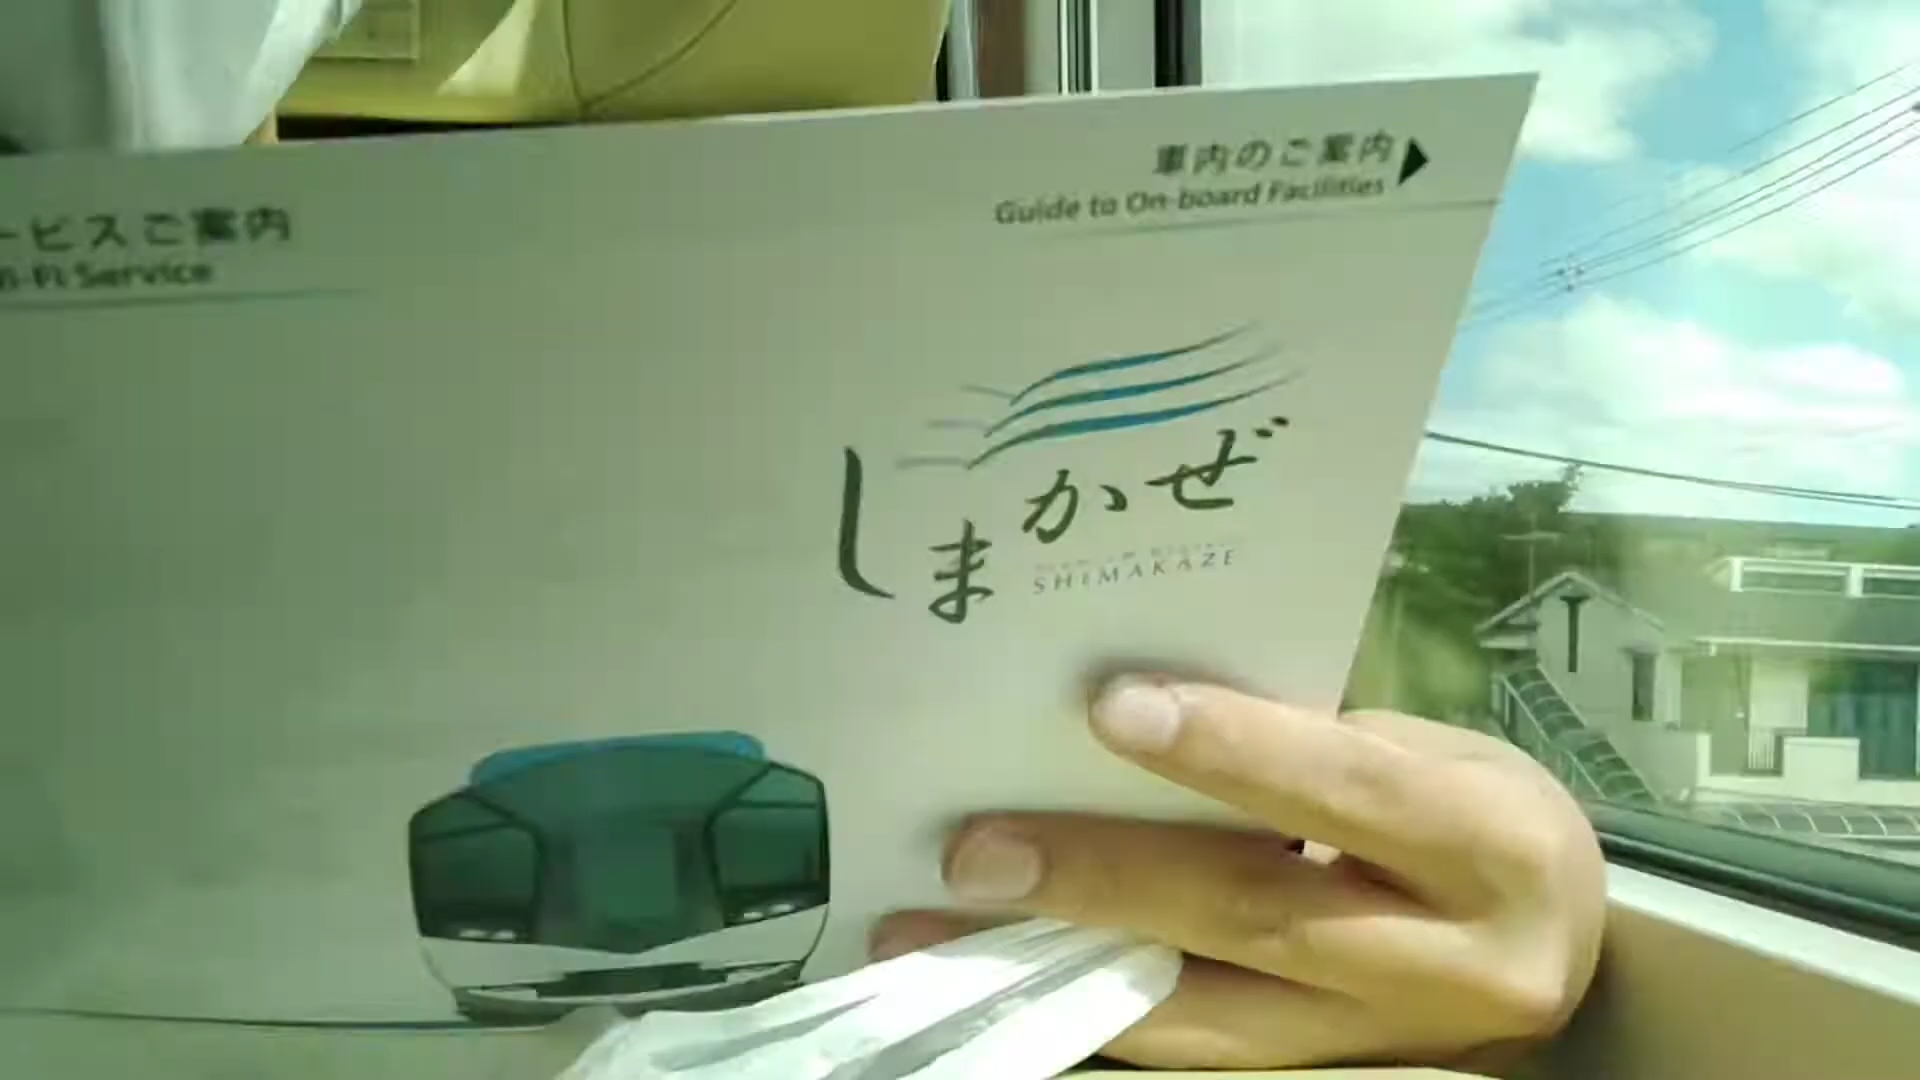 ービスご案内
i-Fi Service
車内のご案内
Guide to On-board Facilities
しまかぜ
SHIMAKAZE